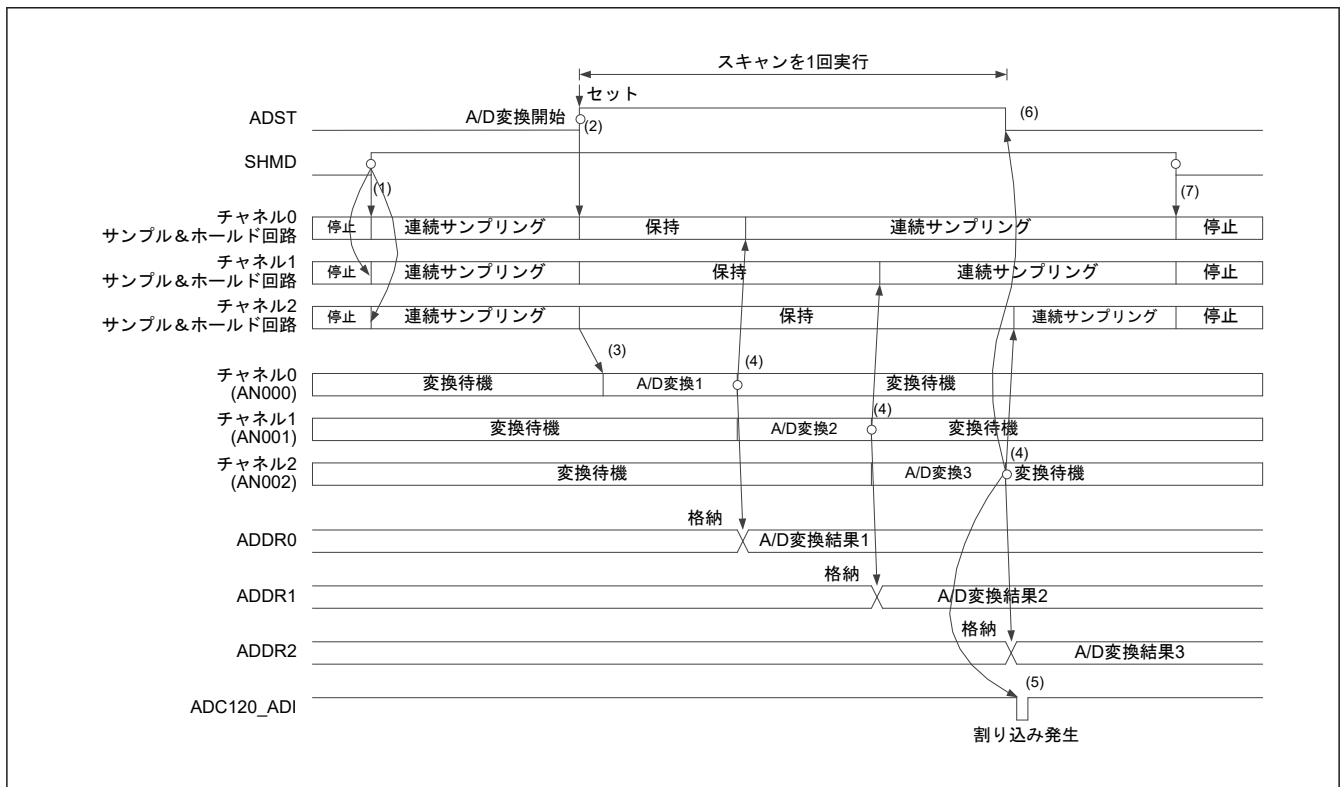 スキャンを1回実行
セット
ADST
A/D変換開始
(2)
(6)
SHMD
(1)
(7)
チャネル0
サンプル&ホールド回路
停止
連続サンプリング
保持
連続サンプリング
停止
チャネル1
サンプル&ホールド回路
停止
連続サンプリング
保持
連続サンプリング
停止
チャネル2
サンプル&ホールド回路
停止
連続サンプリング
保持
連続サンプリング
停止
(3)
(4)
チャネル0
(AN000)
変換待機
A/D変換1
変換待機
(4)
チャネル1
(AN001)
変換待機
A/D変換2
変換待機
(4)
チャネル2
(AN002)
変換待機
A/D変換3
変換待機
格納
ADDR0
A/D変換結果1
格納
ADDR1
A/D変換結果2
格納
ADDR2
A/D変換結果3
(5)
ADC120_ADI
割り込み発生